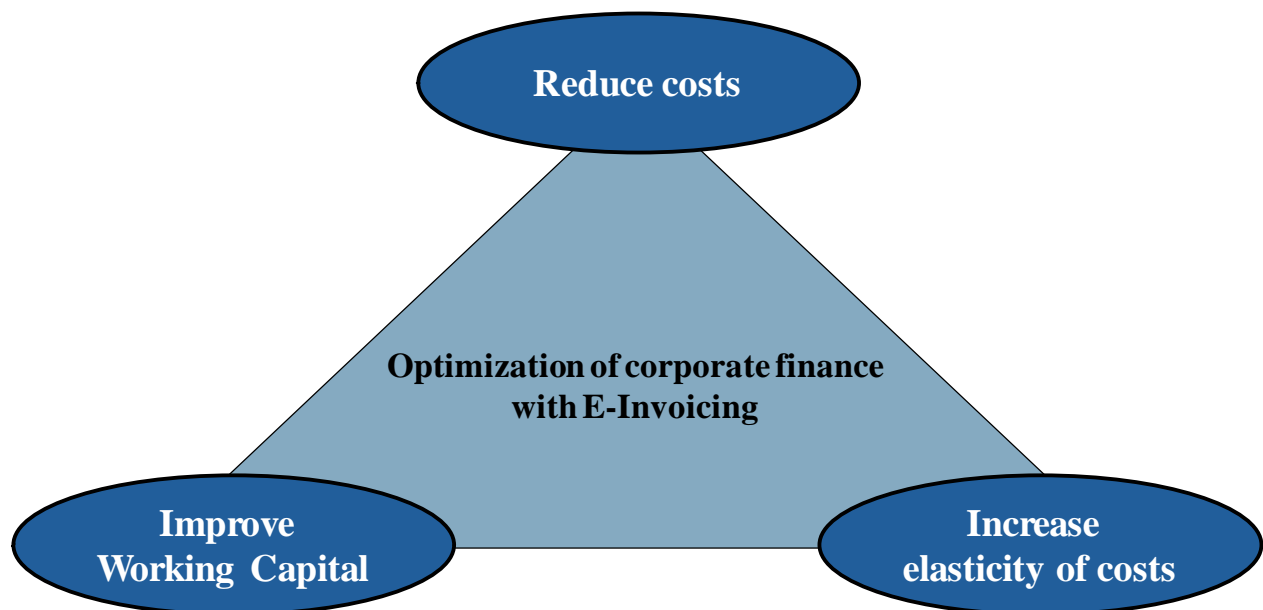 Reduce costs
Optimization of corporate finance
with E-Invoicing
Improve
Working Capital
Increase
elasticity of costs